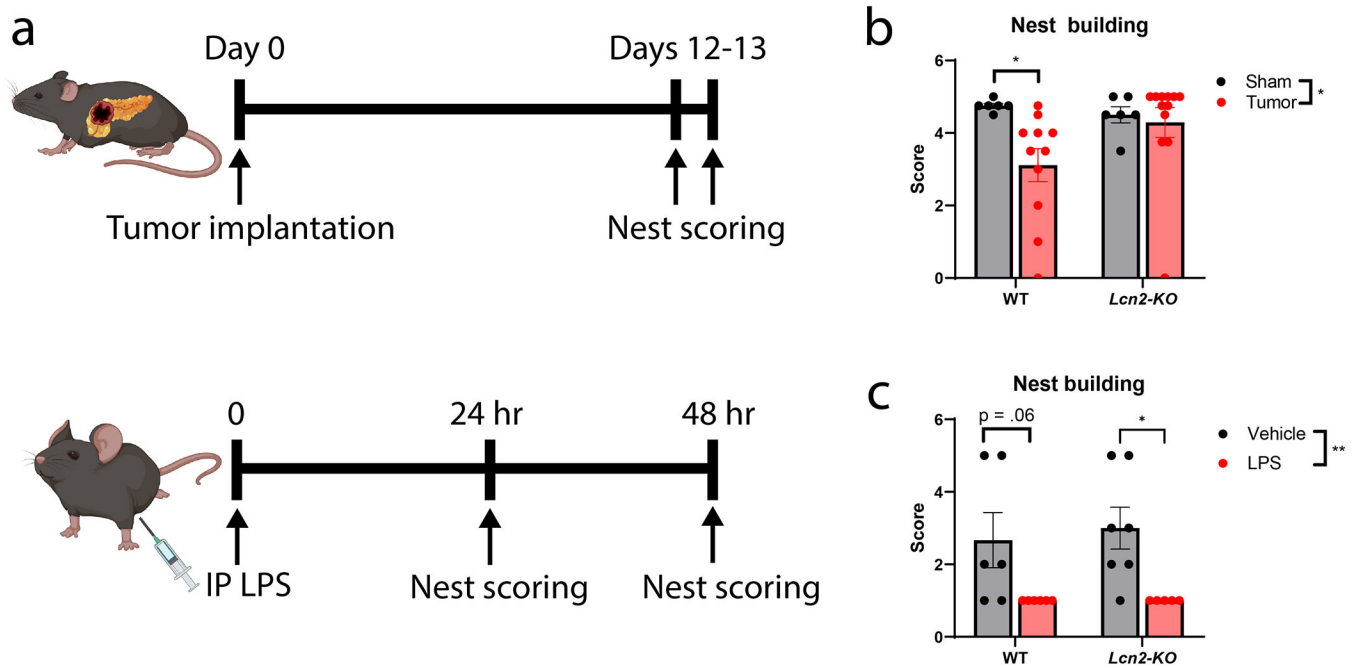 a
Day 0
Days 12-13
Tumor implantation
Nest scoring
0
24 hr
48 hr
IP LPS
Nest scoring
Nest scoring
b
Nest building
6
4
2
0
Score
*
Sham
Tumor
*
WT
Lcn2-KO
c
Nest building
6
4
2
0
Score
p = .06
*
Vehicle
LPS
**
WT
Lcn2-KO